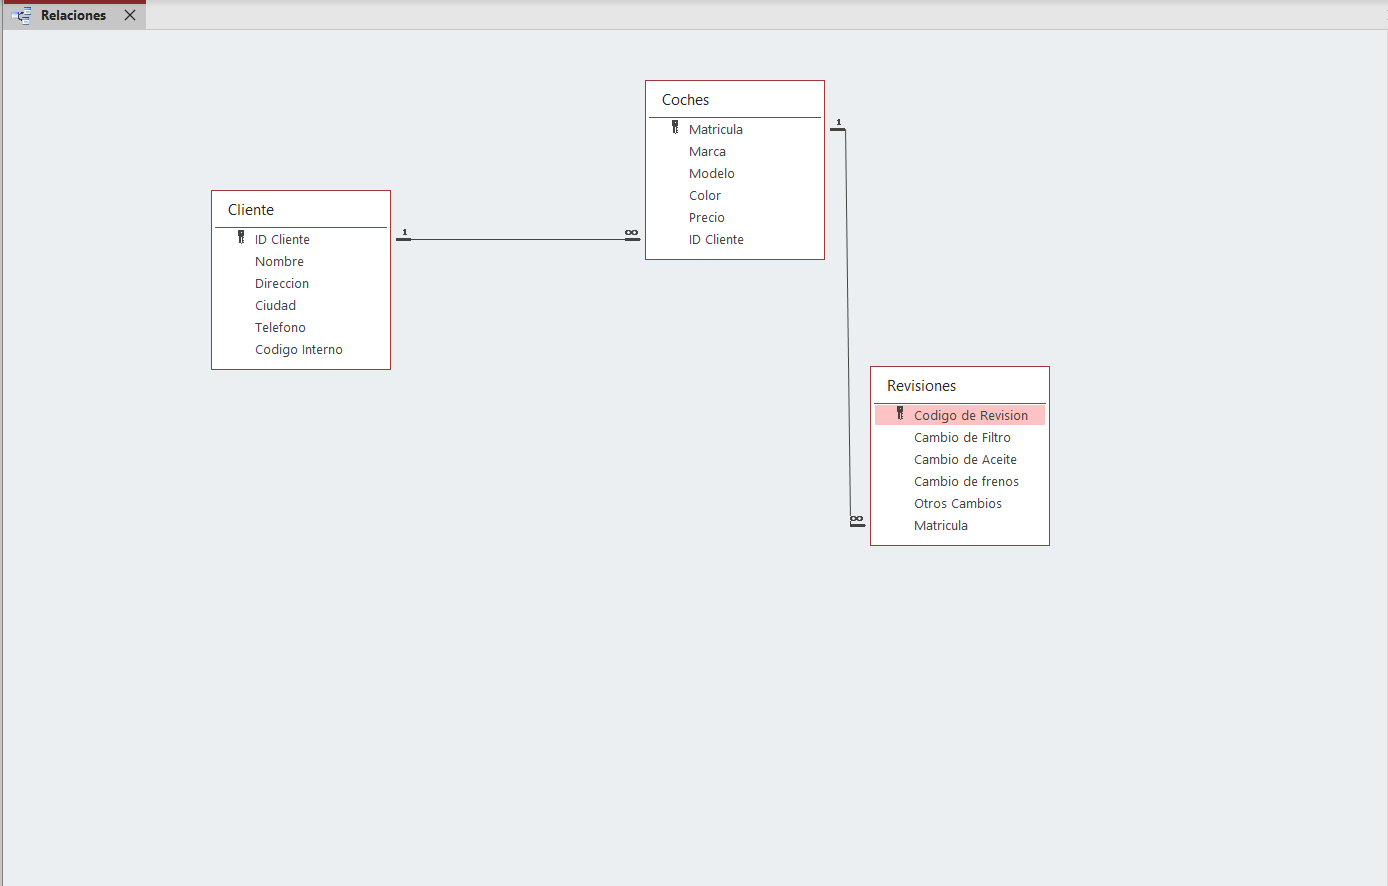 Relaciones
Coches
Matricula
Marca
Modelo
Color
Precio
ID Cliente
1
Cliente
ID Cliente
Nombre
Direccion
Ciudad
Telefono
Codigo Interno
1
∞
Revisiones
Codigo de Revision
Cambio de Filtro
Cambio de Aceite
Cambio de frenos
Otros Cambios
Matricula
∞